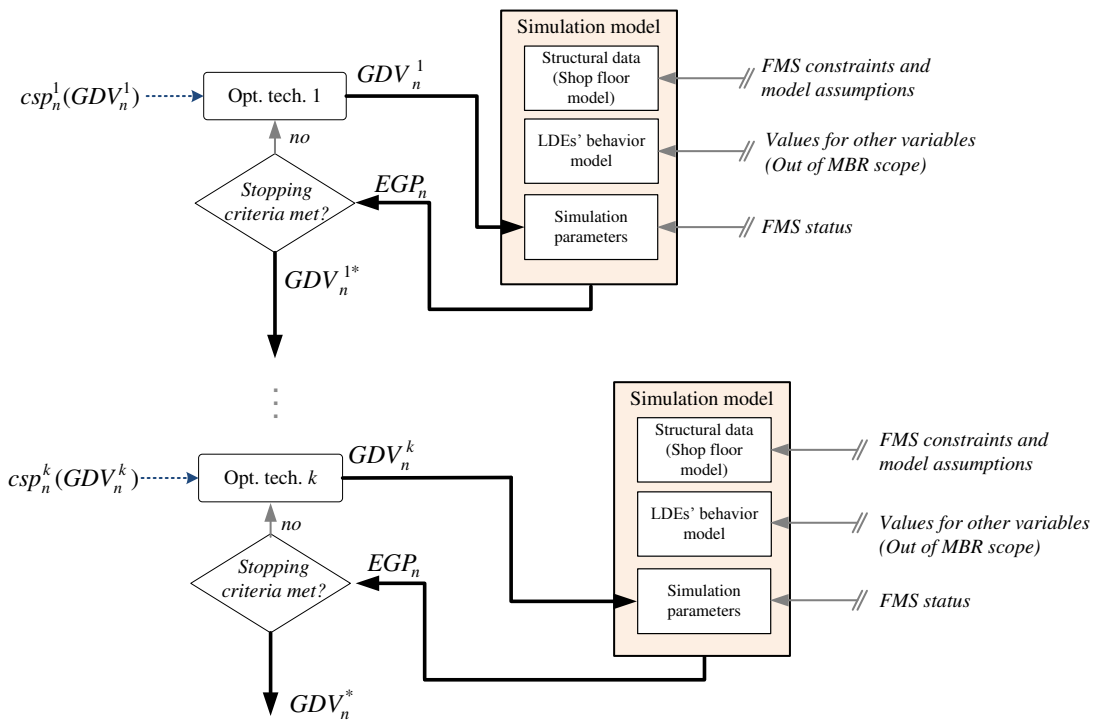 Simulation model
Structural data
(Shop floor
model)
FMS constraints and
model assumptions
GDV_n^1
csp_n^1(GDV_n^1)
Opt. tech. 1
no
LDEs' behavior
model
Values for other variables
(Out of MBR scope)
Stopping
criteria met?
EGP_n
Simulation
parameters
FMS status
GDV_n^{1*}
Simulation model
Structural data
(Shop floor
model)
FMS constraints and
model assumptions
GDV_n^k
csp_n^k(GDV_n^k)
Opt. tech. k
no
LDEs' behavior
model
Values for other variables
(Out of MBR scope)
Stopping
criteria met?
EGP_n
Simulation
parameters
FMS status
GDV_n^*